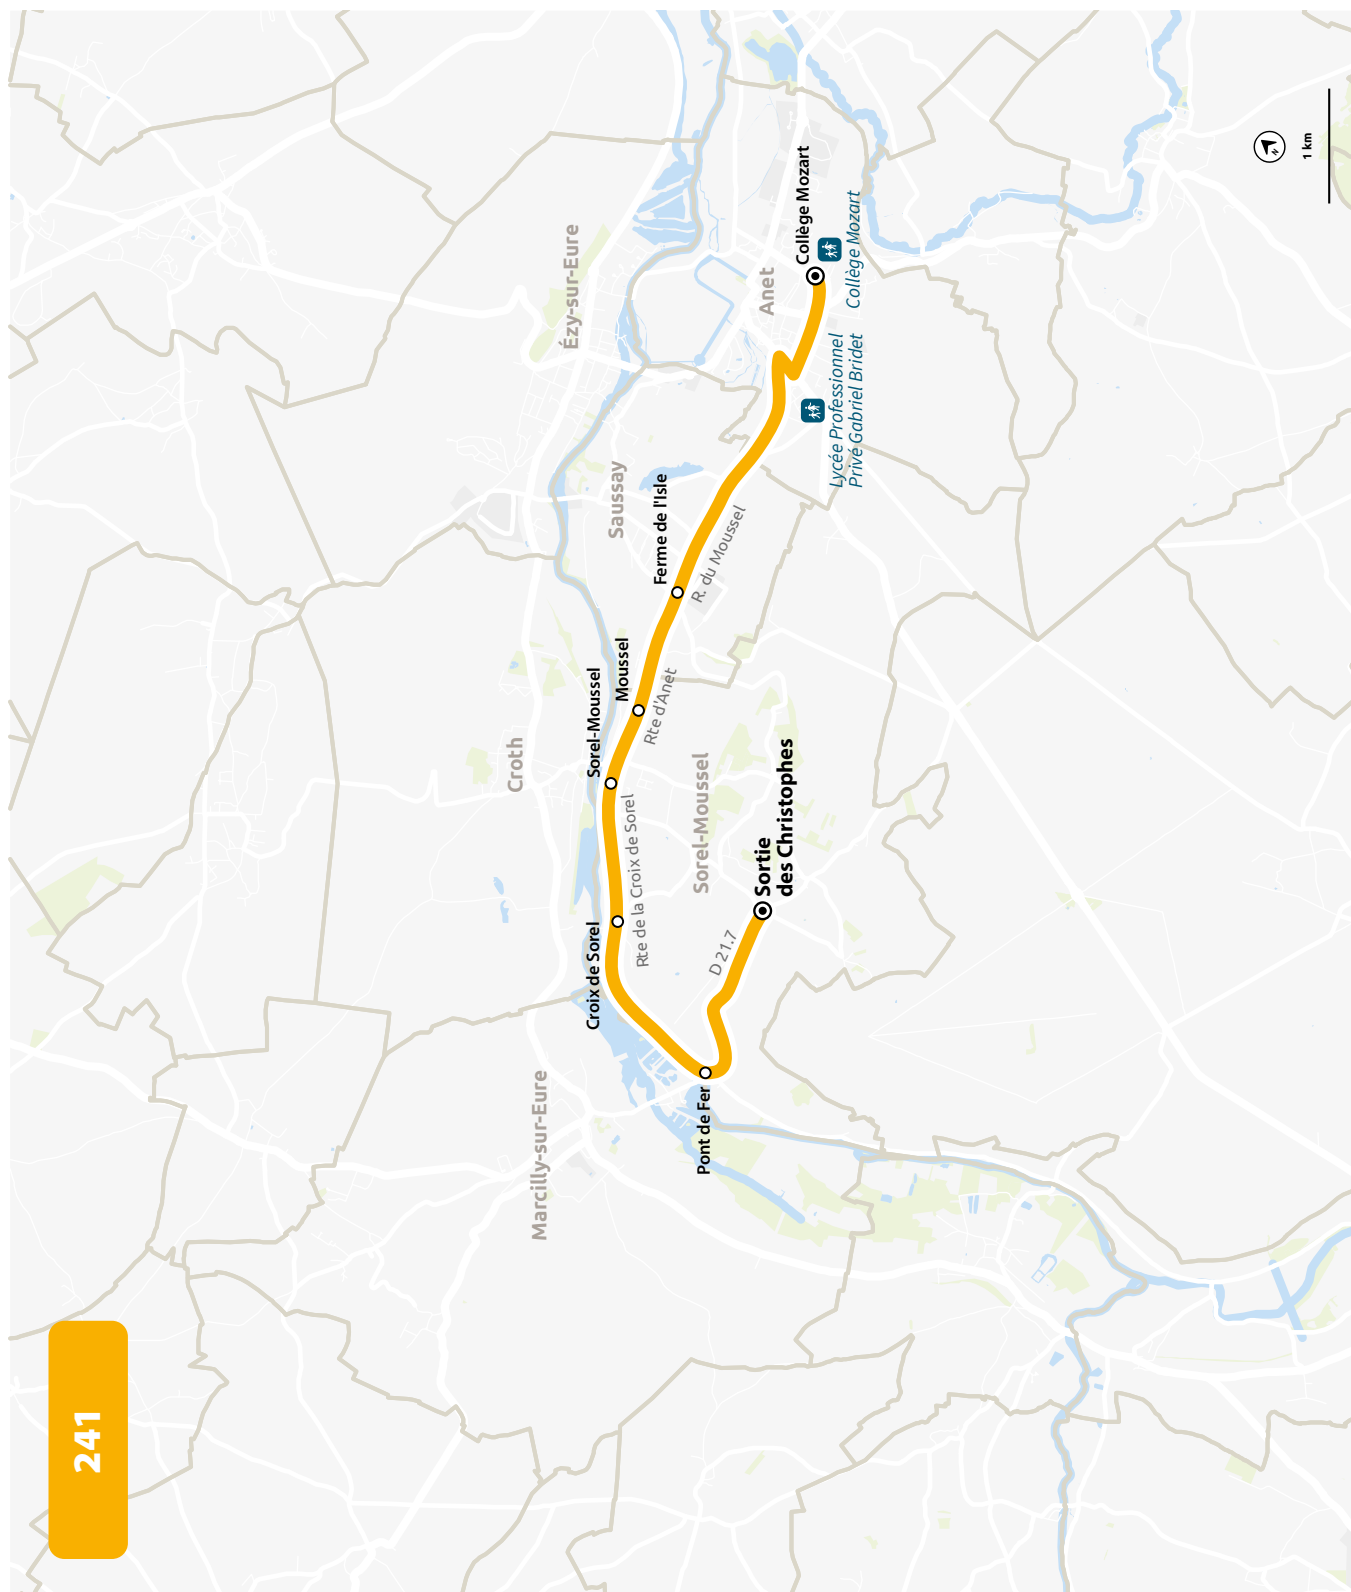 241
Marcilly-sur-Eure
Croth
Ézy-sur-Eure
Saussay
Anet
Sorel-Moussel
Sortie
des Christophes
D 21.7
Pont de Fer
Croix de Sorel
Rte de la Croix de Sorel
Sorel-Moussel
Moussel
Rte d'Anet
Ferme de l'Isle
R. du Moussel
Collège Mozart
Collège Mozart
Lycée Professionnel
Privé Gabriel Bridet
N
1 km